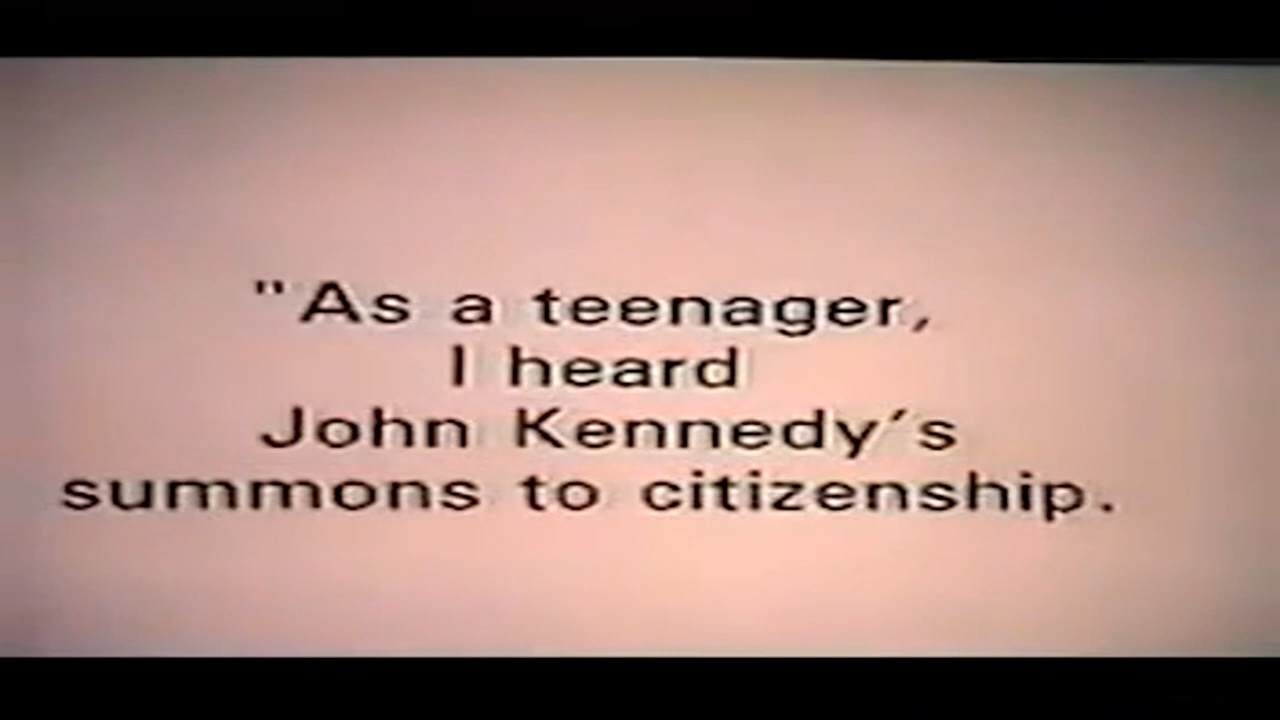 "As a teenager,
I heard
John Kennedy's
summons to citizenship.